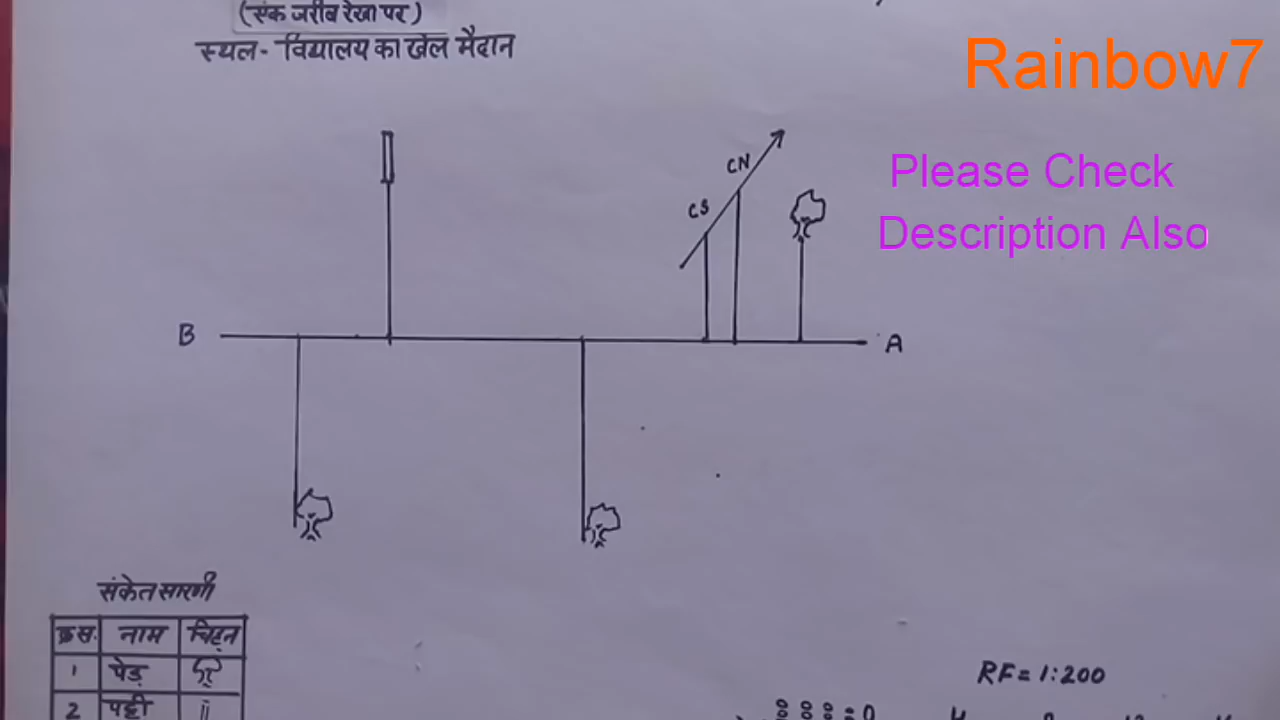 (एक जरीब रेखा पर)
स्थल - विद्यालय का खेल मैदान
Rainbow7
Please Check
Description Also
CN
CS
B
A
संकेत सारणी
क्र.स. नाम चिह्न
1 पेड़
2 पट्टी
RF = 1:200